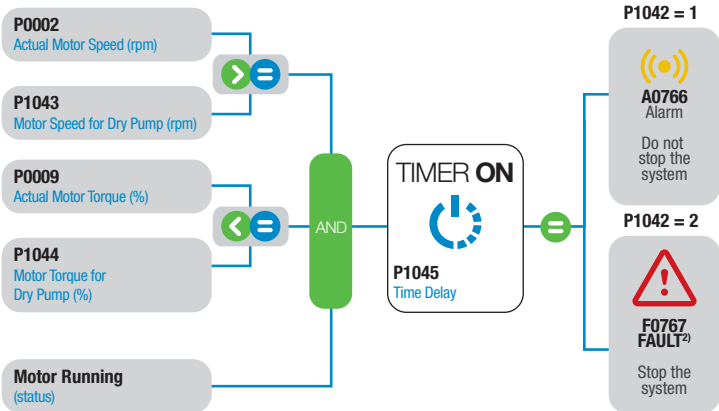 P0002
Actual Motor Speed (rpm)
P1043
Motor Speed for Dry Pump (rpm)
> =
P0009
Actual Motor Torque (%)
P1044
Motor Torque for
Dry Pump (%)
< =
Motor Running
(status)
AND
TIMER ON
P1045
Time Delay
=
P1042 = 1
A0766
Alarm
Do not
stop the
system
P1042 = 2
!
F0767
FAULT2)
Stop the
system